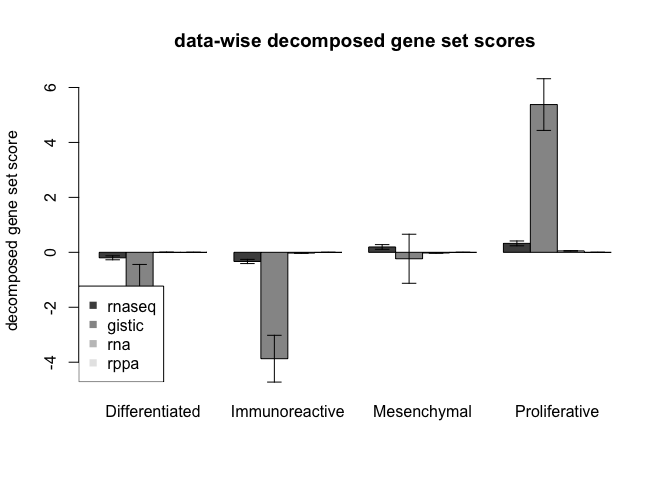 data-wise decomposed gene set scores
decomposed gene set score
6
4
2
0
-2
-4
rnaseq
gistic
rna
rppa
Differentiated Immunoreactive Mesenchymal Proliferative